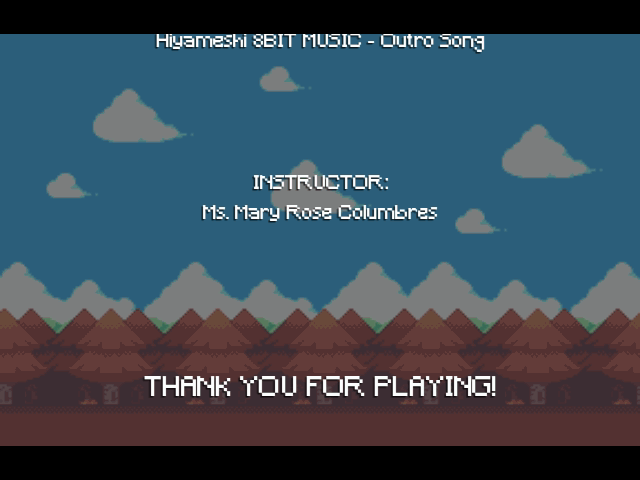 Hiyameshi 8BIT MUSIC - Outro Song
INSTRUCTOR:
Ms. Mary Rose Columbres
THANK YOU FOR PLAYING!